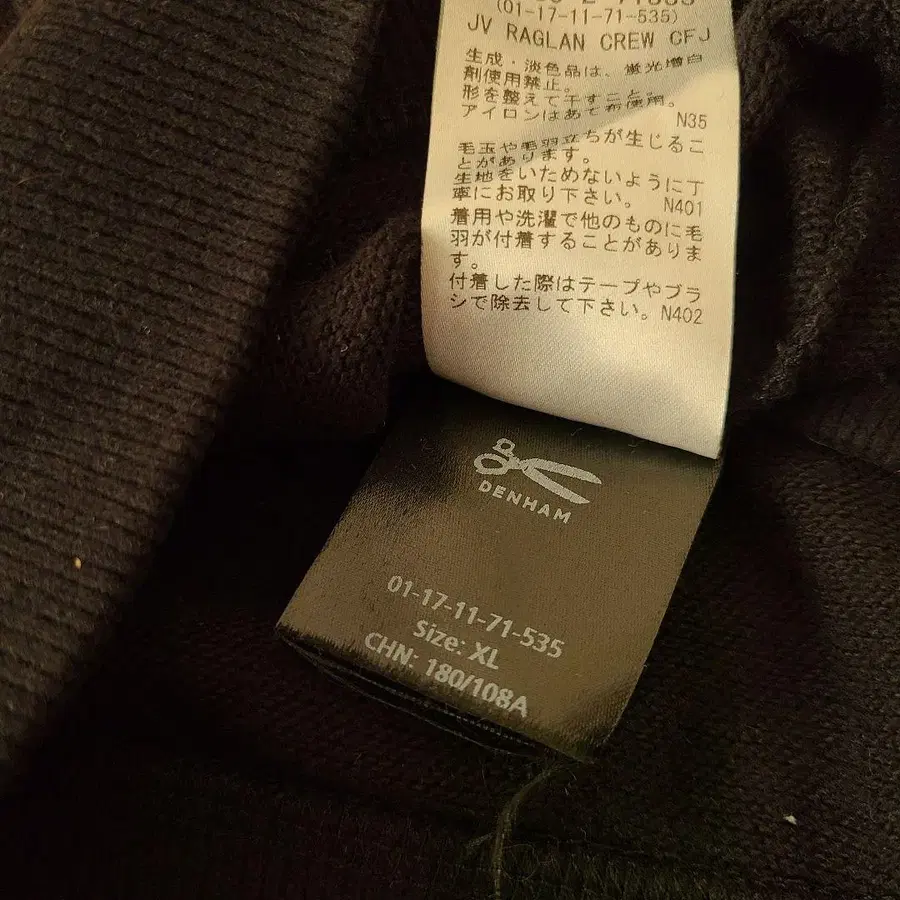 (01-17-11-71-535)
JV RAGLAN CREW CFJ
生成・淡色品は、蛍光増白
剤使用禁止。
形を整えて干すこと。
アイロンはあて布使用。
N35
毛玉や毛羽立ちが生じるこ
とがあります。
生地をいためないように丁
寧にお取り下さい。 N401
着用や洗濯で他のものに毛
羽が付着することがありま
す。
付着した際はテープやブラ
シで除去して下さい。N402
DENHAM
01-17-11-71-535
Size: XL
CHN: 180/108A